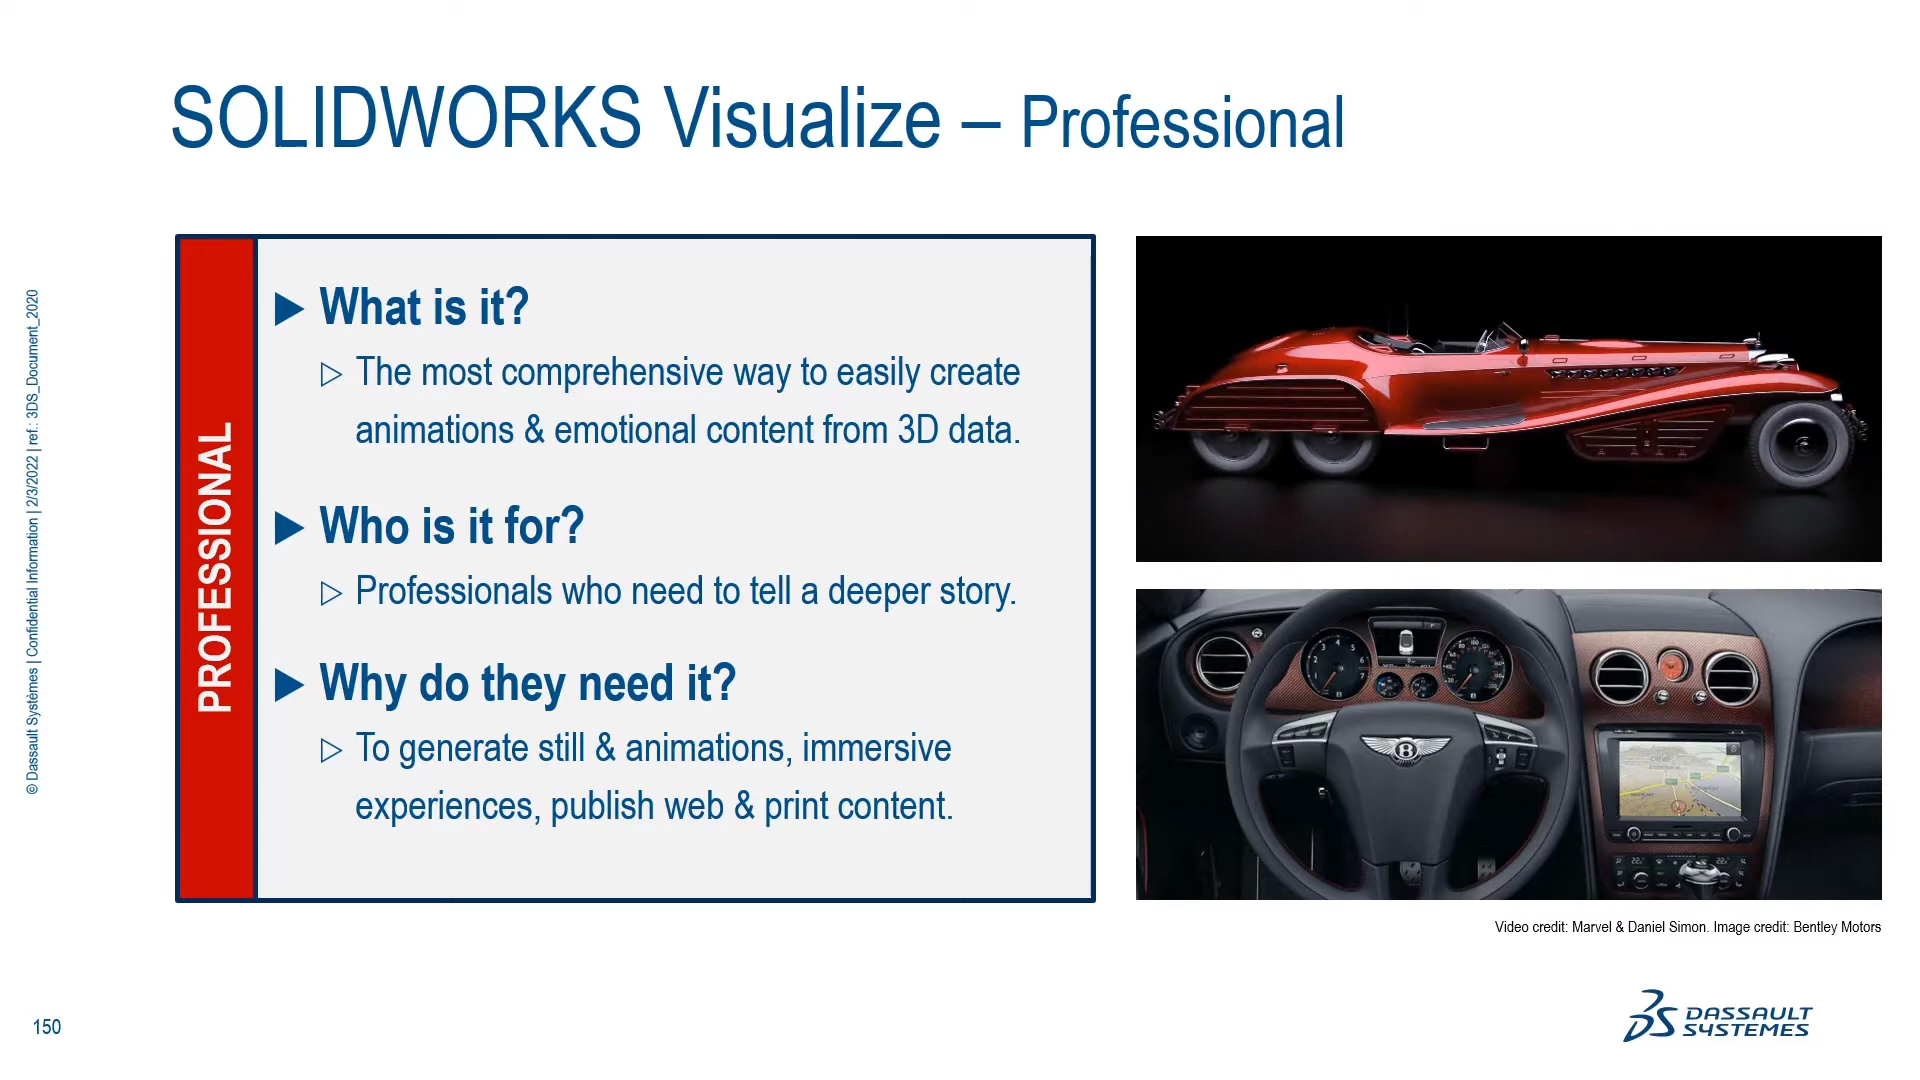 SOLIDWORKS Visualize – Professional
PROFESSIONAL
▶ What is it?
▷ The most comprehensive way to easily create
animations & emotional content from 3D data.
▶ Who is it for?
▷ Professionals who need to tell a deeper story.
▶ Why do they need it?
▷ To generate still & animations, immersive
experiences, publish web & print content.
Video credit: Marvel & Daniel Simon. Image credit: Bentley Motors
© Dassault Systèmes | Confidential Information | 2/3/2022 | ref.: 3DS_Document_2020
150
3DS DASSAULT
SYSTEMES